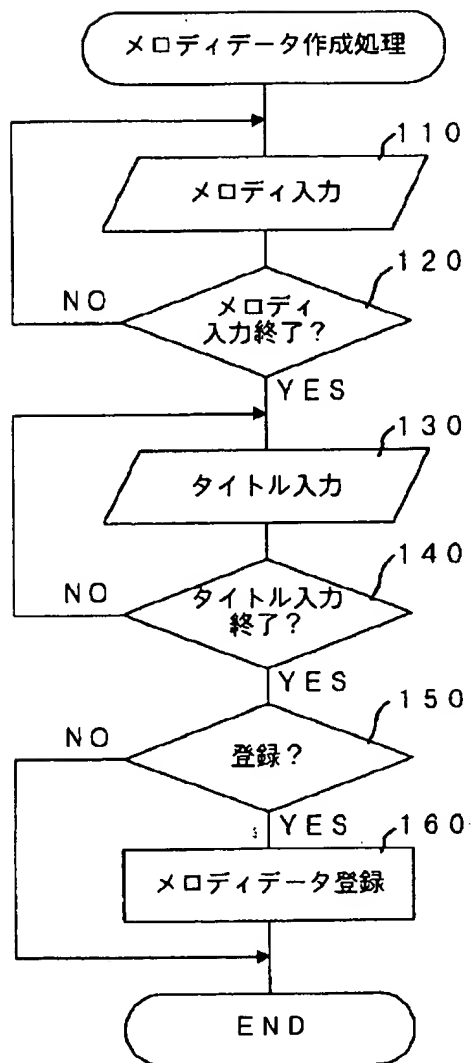 メロディデータ作成処理
110
メロディ入力
120
NO
メロディ
入力終了?
YES
130
タイトル入力
140
NO
タイトル入力
終了?
YES
150
NO
登録?
YES
160
メロディデータ登録
END